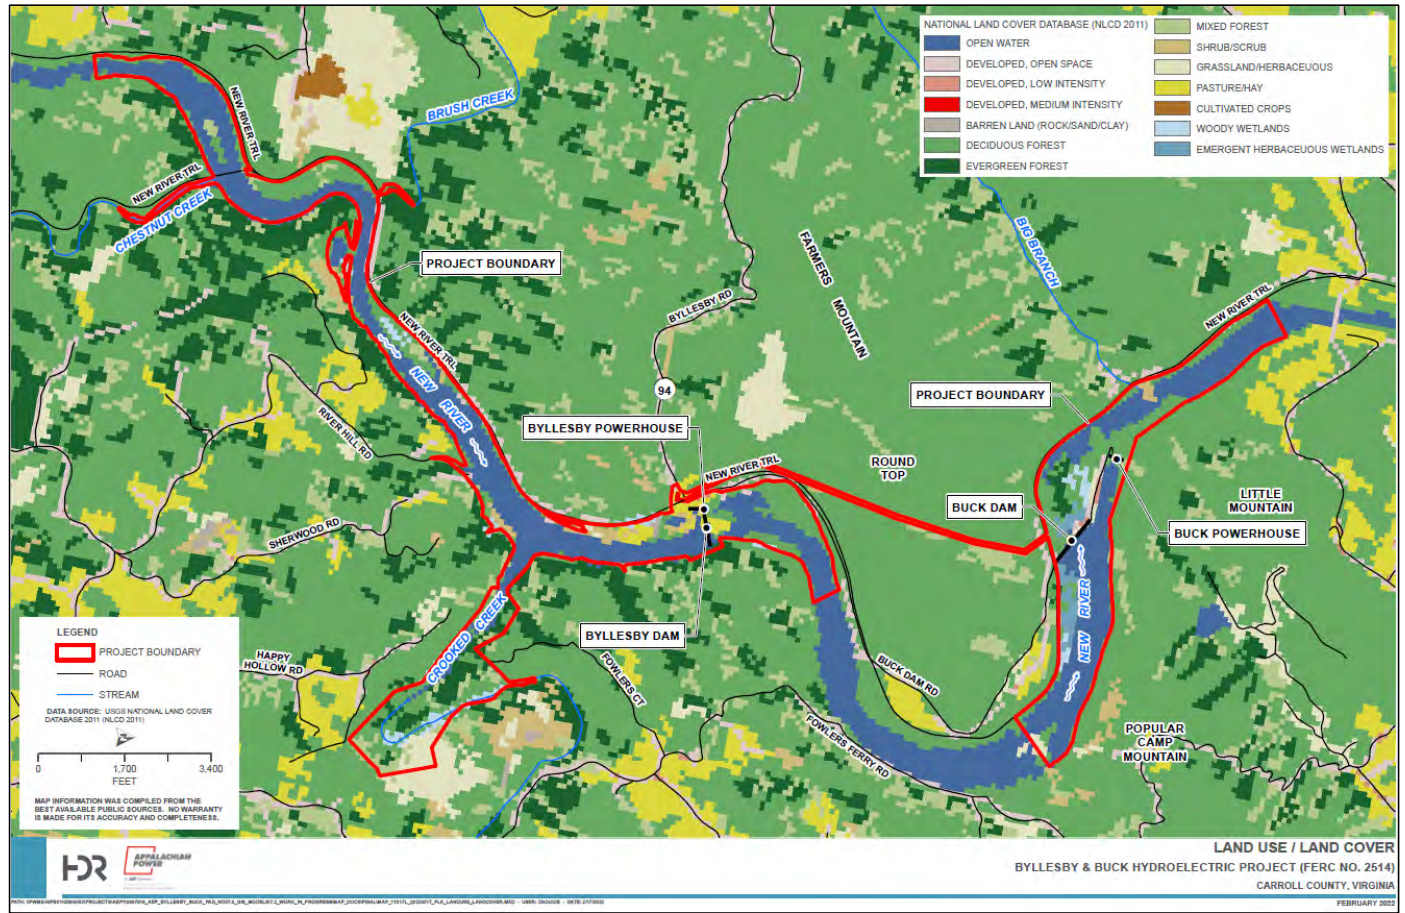 NATIONAL LAND COVER DATABASE (NLCD 2011)
OPEN WATER
DEVELOPED, OPEN SPACE
DEVELOPED, LOW INTENSITY
DEVELOPED, MEDIUM INTENSITY
BARREN LAND (ROCK/SAND/CLAY)
DECIDUOUS FOREST
EVERGREEN FOREST
MIXED FOREST
SHRUB/SCRUB
GRASSLAND/HERBACEOUS
PASTURE/HAY
CULTIVATED CROPS
WOODY WETLANDS
EMERGENT HERBACEOUS WETLANDS
NEW RIVER TRL
BRUSH CREEK
NEW RIVER TRL
CHESTNUT CREEK
PROJECT BOUNDARY
NEW RIVER TRL
NEW RIVER
RIVER HILL RD
SHERWOOD RD
BYLLESBY RD
94
FARMERS
MOUNTAIN
BIG BRANCH
NEW RIVER TRL
PROJECT BOUNDARY
BYLLESBY POWERHOUSE
NEW RIVER TRL
ROUND
TOP
BUCK DAM
LITTLE
MOUNTAIN
BUCK POWERHOUSE
BYLLESBY DAM
CROOKED CREEK
HAPPY
HOLLOW RD
FOWLERS CT
BUCK DAM RD
FOWLERS FERRY RD
NEW RIVER
POPULAR
CAMP
MOUNTAIN
LEGEND
PROJECT BOUNDARY
ROAD
STREAM
DATA SOURCE: USGS NATIONAL LAND COVER
DATABASE 2011 (NLCD 2011)
0 1,700 3,400
FEET
MAP INFORMATION WAS COMPILED FROM THE
BEST AVAILABLE PUBLIC SOURCES. NO WARRANTY
IS MADE FOR ITS ACCURACY AND COMPLETENESS.
HDR
APPALACHIAN
POWER
LAND USE / LAND COVER
BYLLESBY & BUCK HYDROELECTRIC PROJECT (FERC NO. 2514)
CARROLL COUNTY, VIRGINIA
FEBRUARY 2022